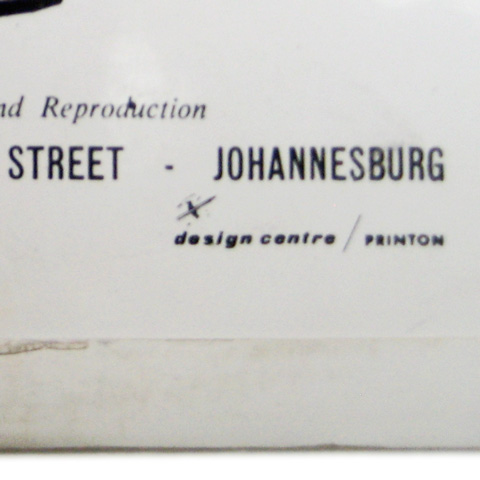 nd Reproduction
STREET - JOHANNESBURG
design centre / PRINTON